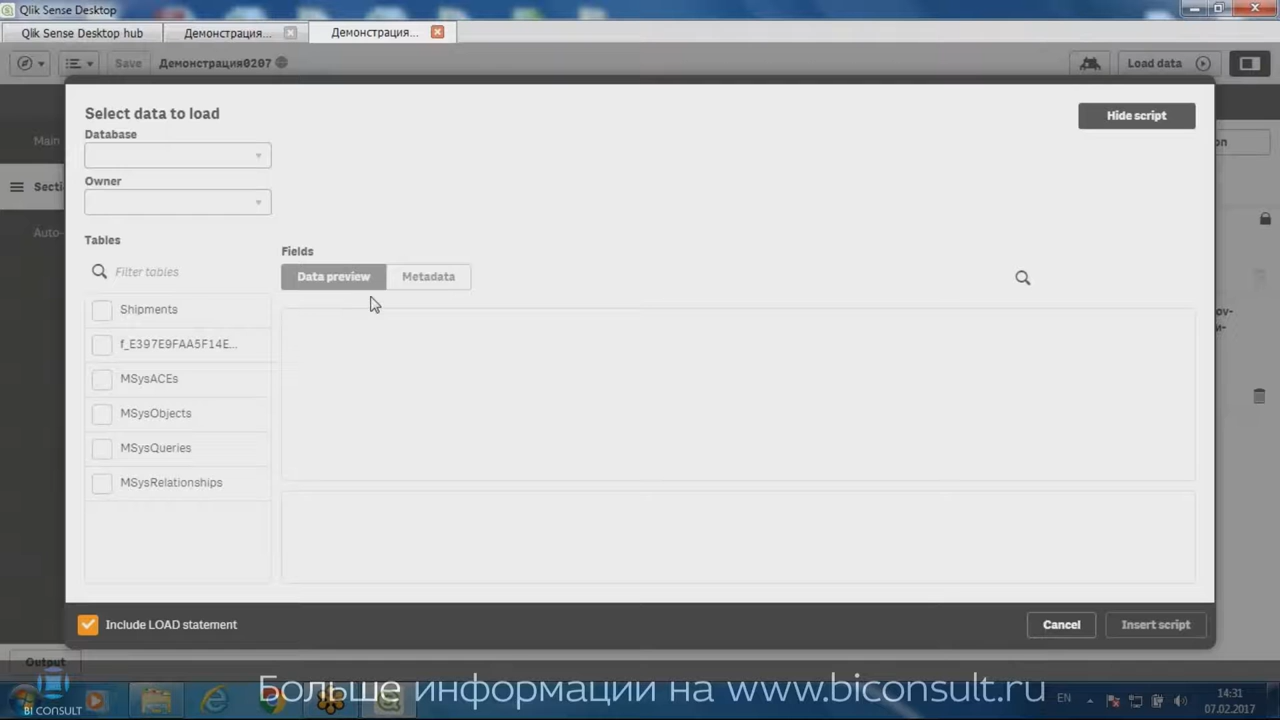 Qlik Sense Desktop
Qlik Sense Desktop hub
Демонстрация...
Демонстрация...
Save
Демонстрация0207
Load data
Select data to load
Hide script
Database
Main
on
Owner
Secti
Auto-
Tables
Fields
Filter tables
Data preview
Metadata
Shipments
f_E397E9FAA5F14E...
MSysACEs
MSysObjects
MSysQueries
MSysRelationships
ov-
и-
Include LOAD statement
Cancel
Insert script
Output
Больше информации на www.biconsult.ru
BI CONSULT
EN
14:31
07.02.2017